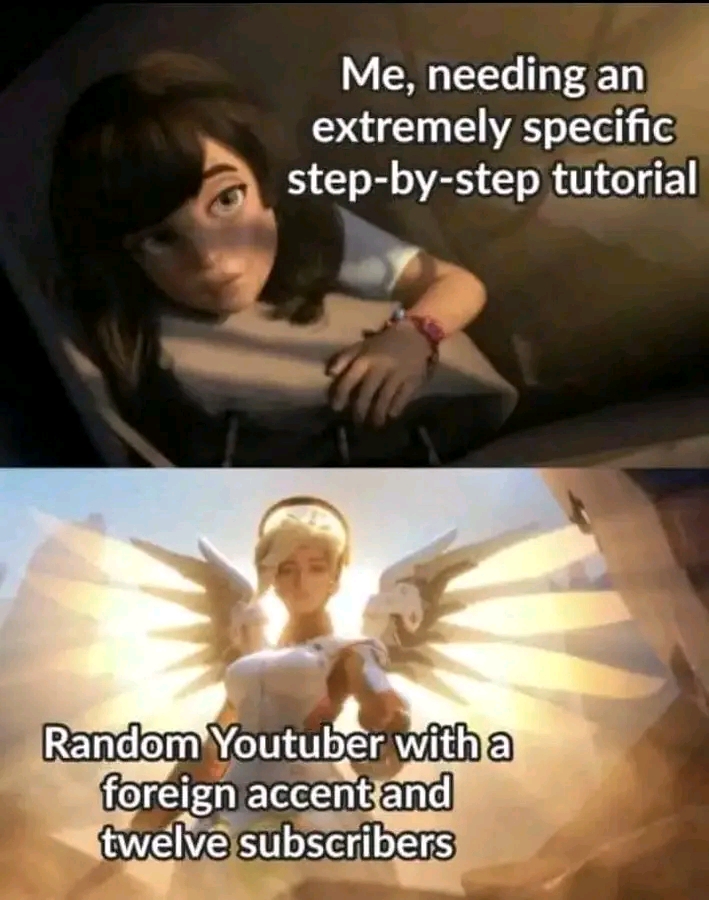 Me, needing an
extremely specific
step-by-step tutorial
Random Youtuber with a
foreign accent and
twelve subscribers